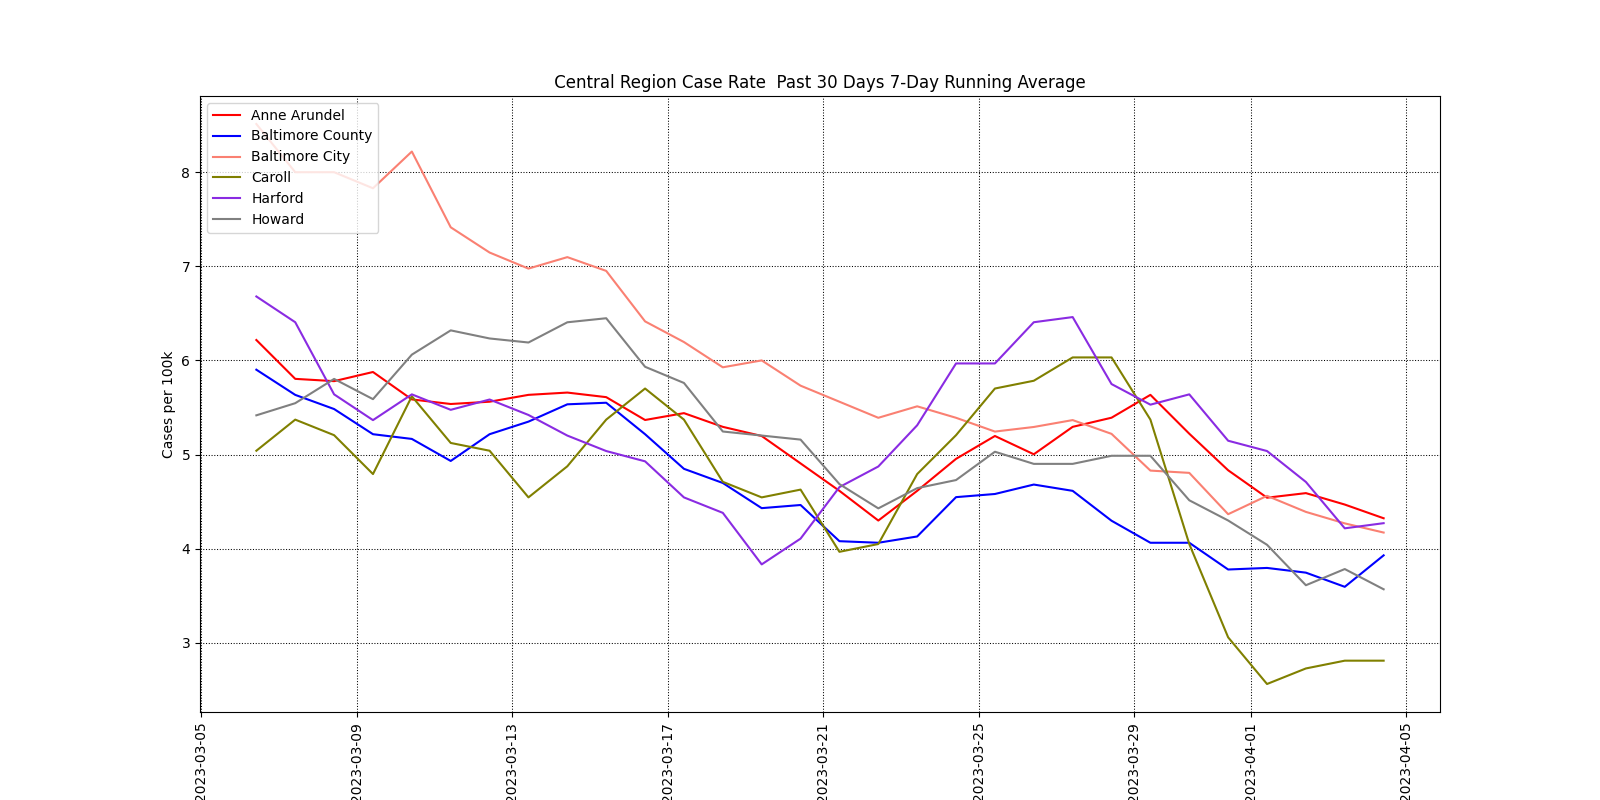 Central Region Case Rate  Past 30 Days 7-Day Running Average
Anne Arundel
Baltimore County
Baltimore City
Caroll
Harford
Howard
Cases per 100k
8
7
6
5
4
3
2023-03-05
2023-03-09
2023-03-13
2023-03-17
2023-03-21
2023-03-25
2023-03-29
2023-04-01
2023-04-05